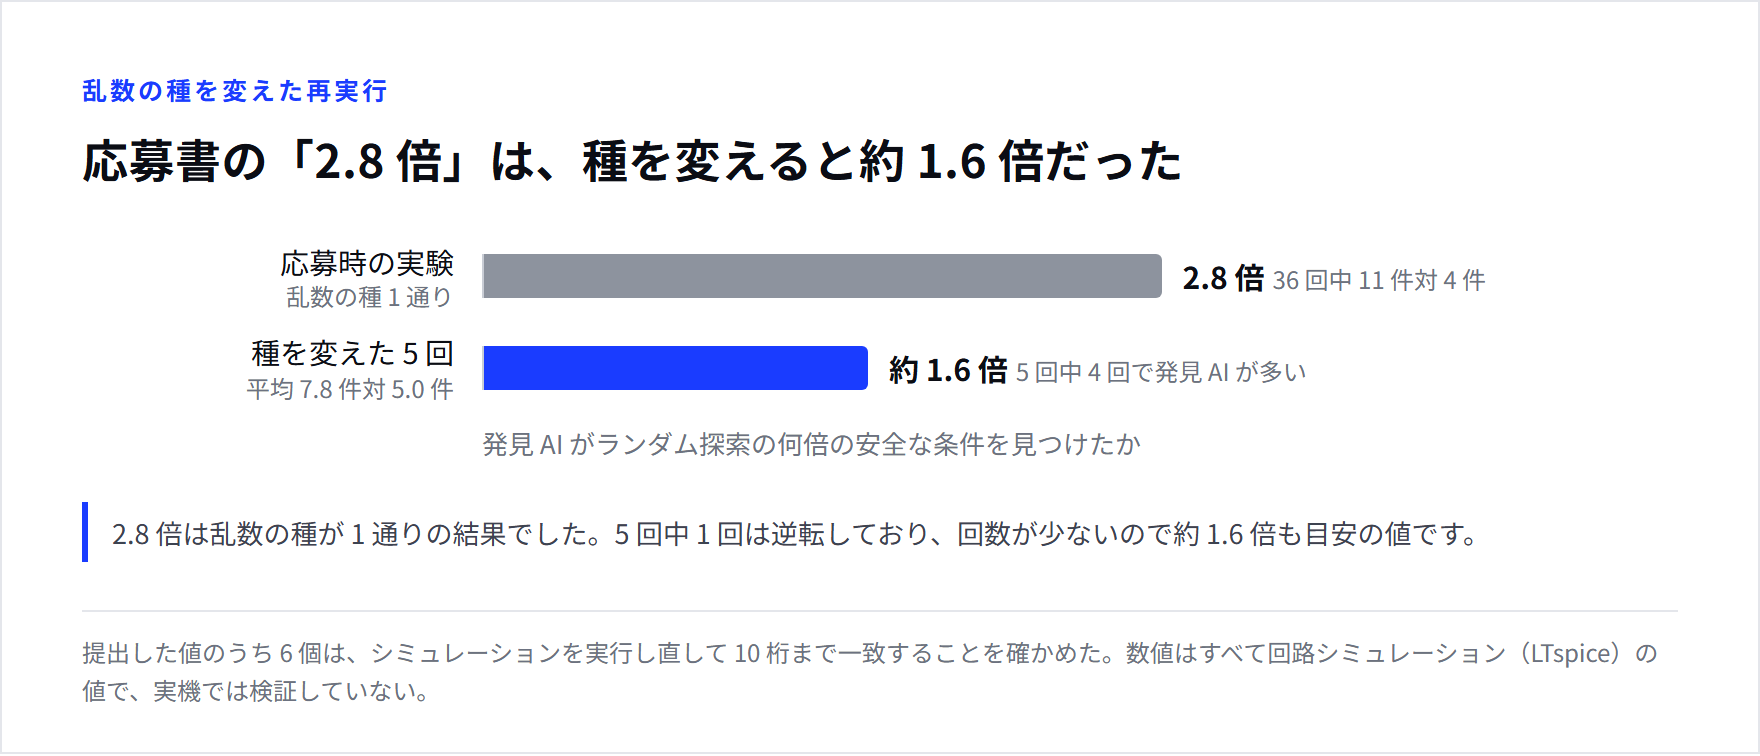 乱数の種を変えた再実行
応募書の「2.8 倍」は、種を変えると約 1.6 倍だった
応募時の実験
乱数の種 1 通り
2.8 倍 36 回中 11 件対 4 件
種を変えた 5 回
平均 7.8 件対 5.0 件
約 1.6 倍 5 回中 4 回で発見 AI が多い
発見 AI がランダム探索の何倍の安全な条件を見つけたか
2.8 倍は乱数の種が 1 通りの結果でした。5 回中 1 回は逆転しており、回数が少ないので約 1.6 倍も目安の値です。
提出した値のうち 6 個は、シミュレーションを実行し直して 10 桁まで一致することを確かめた。数値はすべて回路シミュレーション（LTspice）の
値で、実機では検証していない。